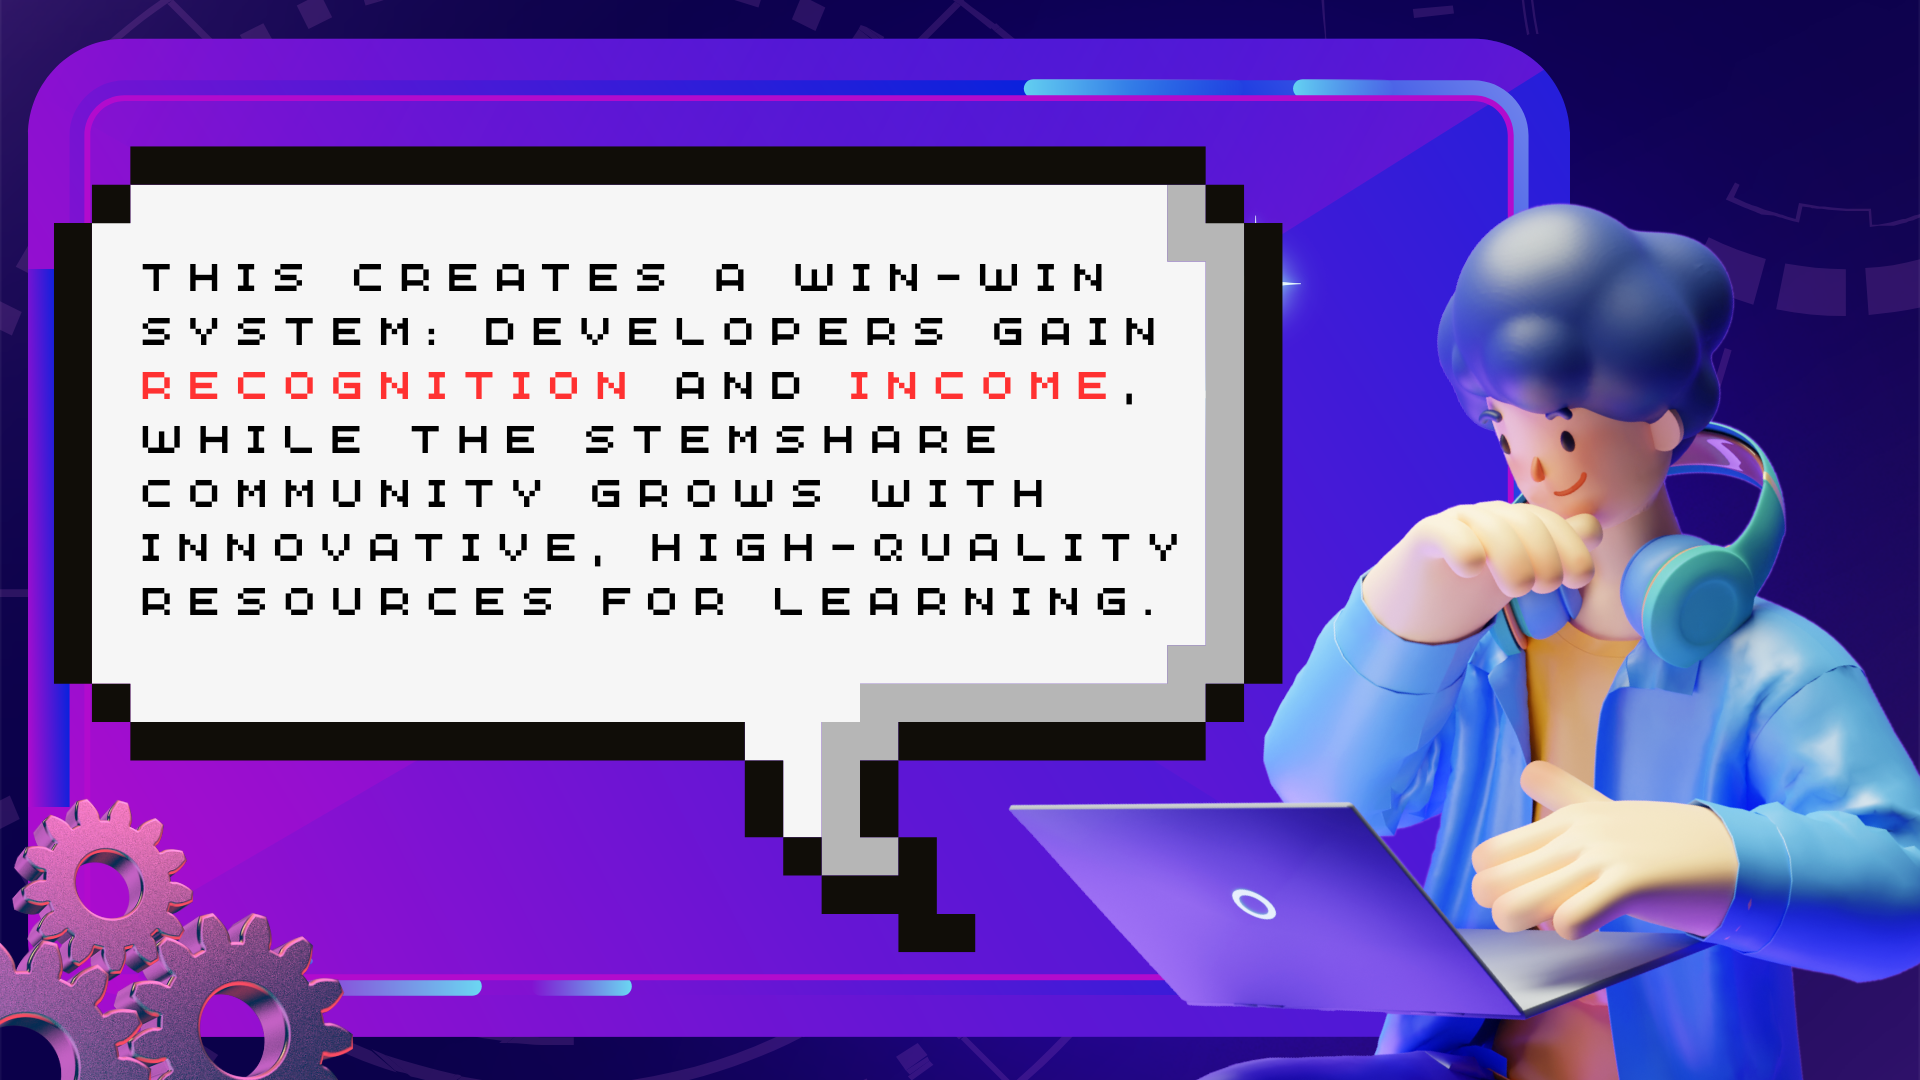 THIS CREATES A WIN-WIN
SYSTEM: DEVELOPERS GAIN
RECOGNITION AND INCOME,
WHILE THE STEMSHARE
COMMUNITY GROWS WITH
INNOVATIVE, HIGH-QUALITY
RESOURCES FOR LEARNING.